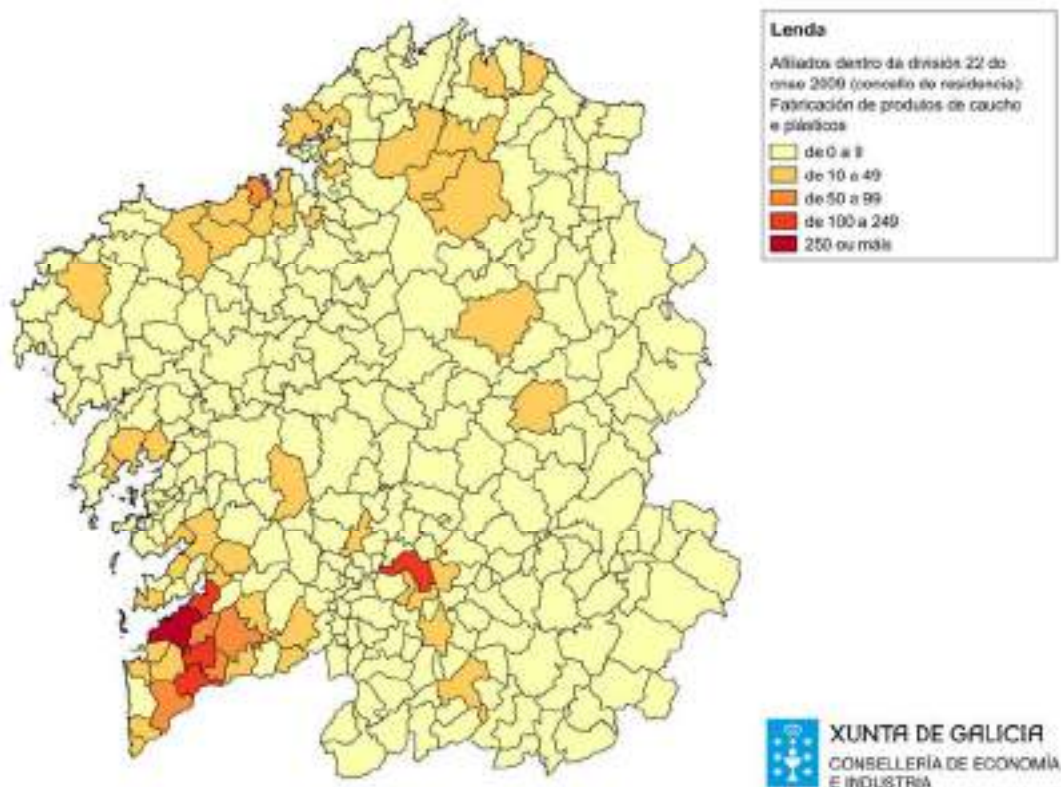 Lenda
Afiliados dentro da división 22 do
cnae 2009 (concello de residencia):
Fabricación de produtos de caucho
e plásticos
de 0 a 9
de 10 a 49
de 50 a 99
de 100 a 249
250 ou máis
XUNTA DE GALICIA
CONSELLERÍA DE ECONOMÍA
E INDUSTRIA